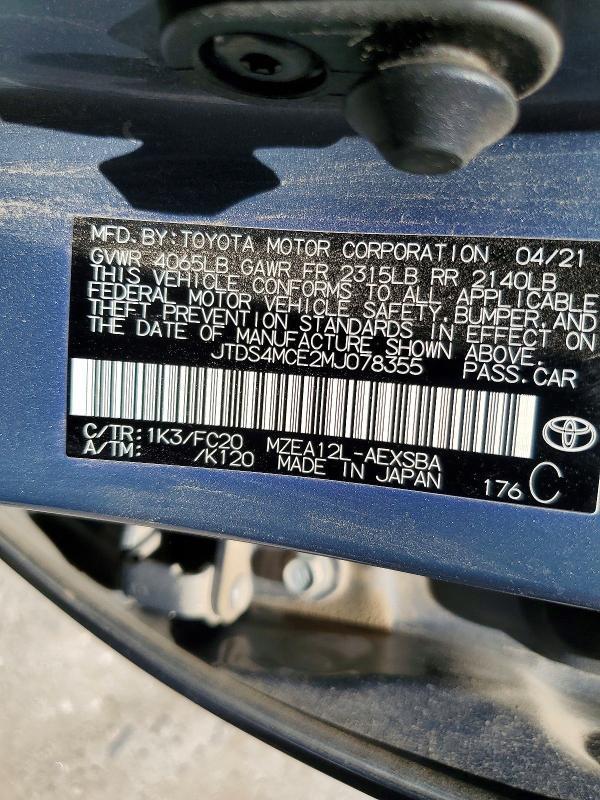 MFD. BY: TOYOTA MOTOR CORPORATION 04/21
GVWR 4065LB GAWR FR 2315LB RR 2140LB
THIS VEHICLE CONFORMS TO ALL APPLICABLE
FEDERAL MOTOR VEHICLE SAFETY, BUMPER, AND
THEFT PREVENTION STANDARDS IN EFFECT ON
THE DATE OF MANUFACTURE SHOWN ABOVE.
JTDS4MCE2MJ078355 PASS. CAR
C/TR: 1K3/FC20 MZEA12L-AEXSBA
A/TM: /K120 MADE IN JAPAN 176 C